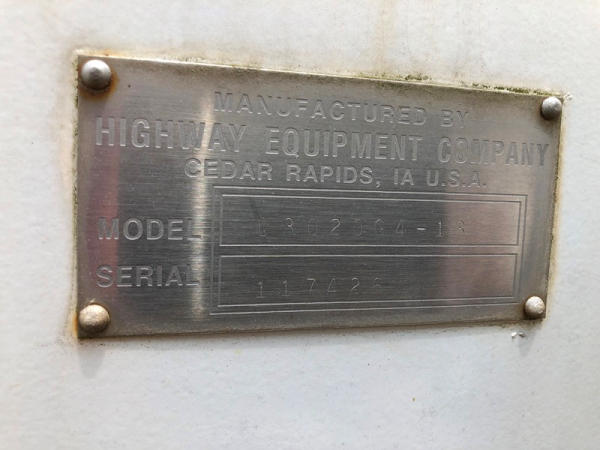 MANUFACTURED BY
HIGHWAY EQUIPMENT COMPANY
CEDAR RAPIDS, IA U.S.A.
MODEL
SERIAL